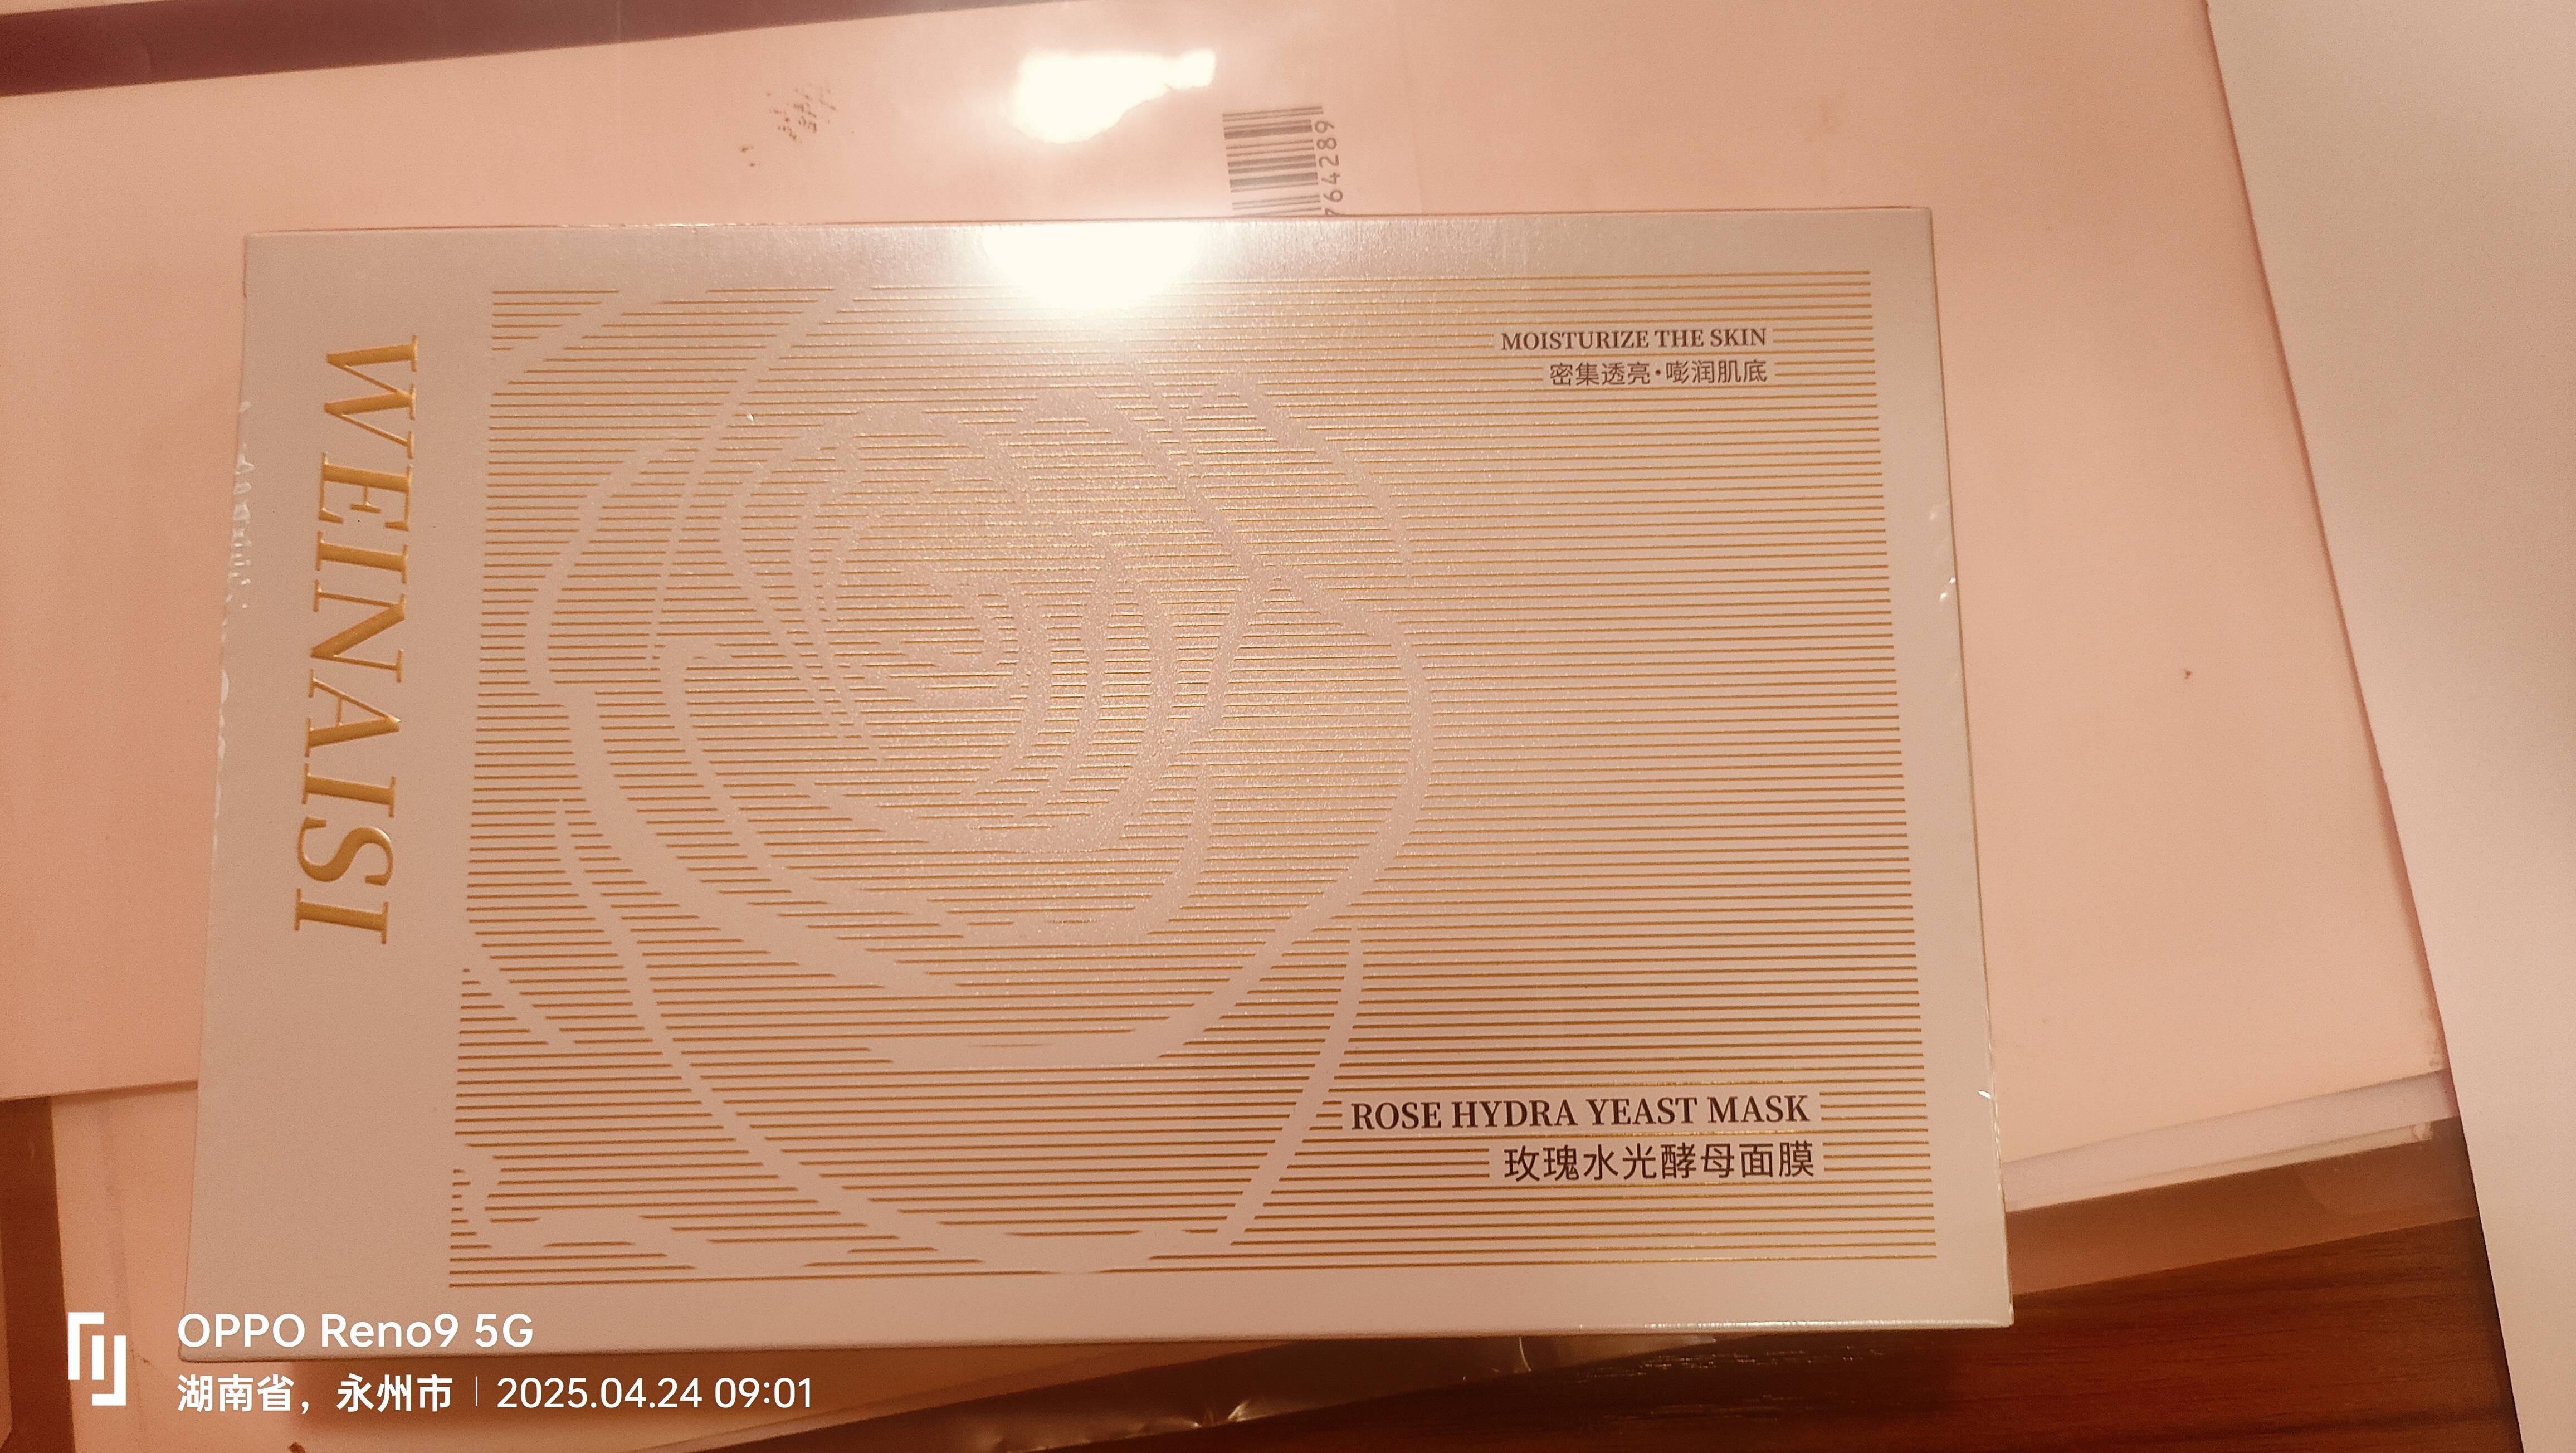 764289
WEINAISI
MOISTURIZE THE SKIN
密集透亮·嘭润肌底
ROSE HYDRA YEAST MASK
玫瑰水光酵母面膜
OPPO Reno9 5G
湖南省，永州市 | 2025.04.24 09:01